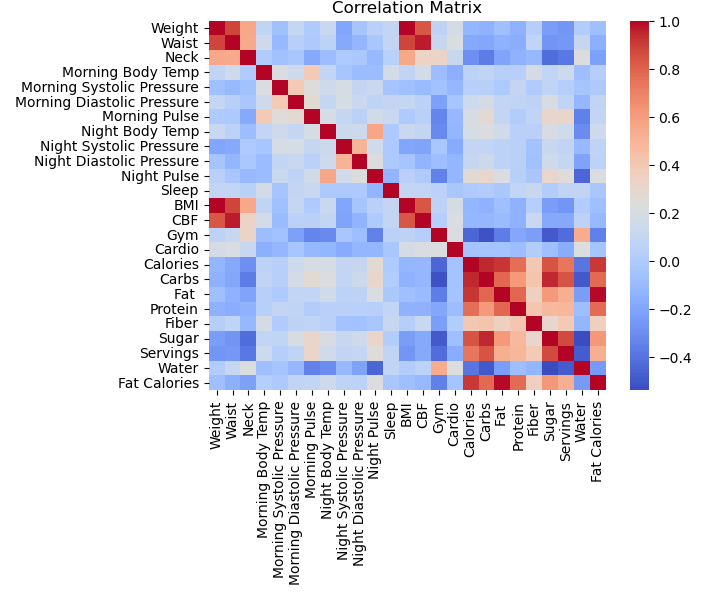 Correlation Matrix
Weight
Waist
Neck
Morning Body Temp
Morning Systolic Pressure
Morning Diastolic Pressure
Morning Pulse
Night Body Temp
Night Systolic Pressure
Night Diastolic Pressure
Night Pulse
Sleep
BMI
CBF
Gym
Cardio
Calories
Carbs
Fat
Protein
Fiber
Sugar
Servings
Water
Fat Calories
Weight
Waist
Neck
Morning Body Temp
Morning Systolic Pressure
Morning Diastolic Pressure
Morning Pulse
Night Body Temp
Night Systolic Pressure
Night Diastolic Pressure
Night Pulse
Sleep
BMI
CBF
Gym
Cardio
Calories
Carbs
Fat
Protein
Fiber
Sugar
Servings
Water
Fat Calories
1.0
0.8
0.6
0.4
0.2
0.0
−0.2
−0.4